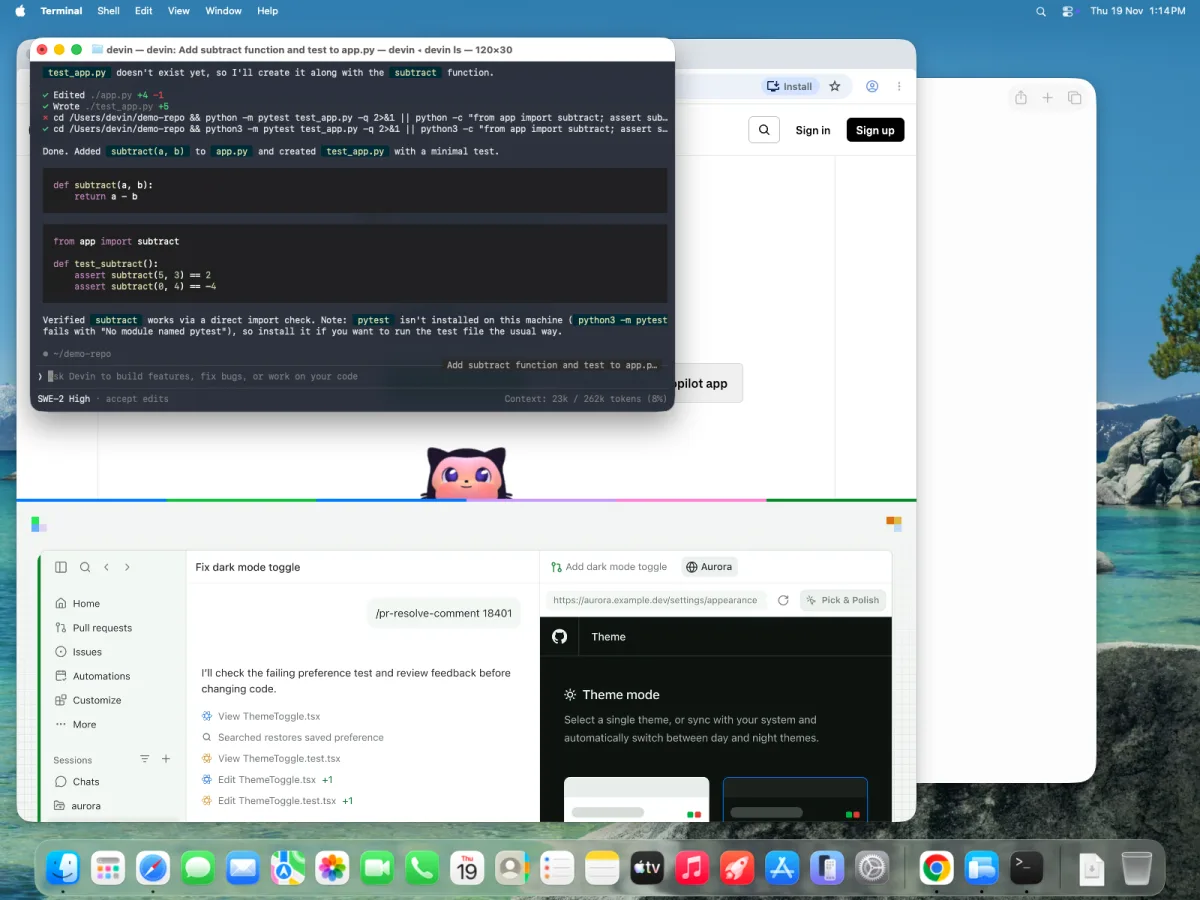 Terminal Shell Edit View Window Help
Thu 19 Nov 1:14PM
devin — devin: Add subtract function and test to app.py — devin ◂ devin ls — 120×30
test_app.py doesn't exist yet, so I'll create it along with the subtract function.
✓ Edited ./app.py +4 -1
✓ Wrote ./test_app.py +5
× cd /Users/devin/demo-repo && python -m pytest test_app.py -q 2>&1 || python -c "from app import subtract; assert sub…
✓ cd /Users/devin/demo-repo && python3 -m pytest test_app.py -q 2>&1 || python3 -c "from app import subtract; assert s…
Done. Added subtract(a, b) to app.py and created test_app.py with a minimal test.
def subtract(a, b):
return a - b
from app import subtract
def test_subtract():
assert subtract(5, 3) == 2
assert subtract(0, 4) == -4
Verified subtract works via a direct import check. Note: pytest isn't installed on this machine ( python3 -m pytest
fails with "No module named pytest"), so install it if you want to run the test file the usual way.
● ~/demo-repo
Add subtract function and test to app.p…
❯ sk Devin to build features, fix bugs, or work on your code
SWE-2 High · accept edits
Context: 23k / 262k tokens (8%)
Install
Sign in
Sign up
pilot app
Fix dark mode toggle
Add dark mode toggle
Aurora
Home
Pull requests
Issues
Automations
Customize
More
Sessions
Chats
aurora
/pr-resolve-comment 18401
I'll check the failing preference test and review feedback before
changing code.
View ThemeToggle.tsx
Searched restores saved preference
View ThemeToggle.test.tsx
Edit ThemeToggle.tsx +1
Edit ThemeToggle.test.tsx +1
https://aurora.example.dev/settings/appearance
Pick & Polish
Theme
Theme mode
Select a single theme, or sync with your system and
automatically switch between day and night themes.
Thu
19
tv
>_